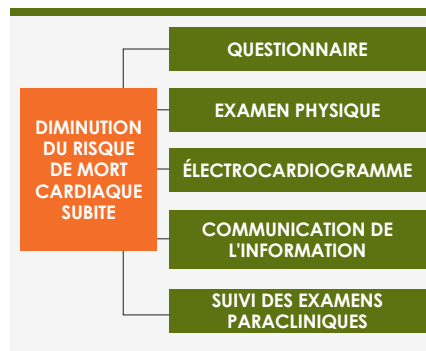 QUESTIONNAIRE
EXAMEN PHYSIQUE
DIMINUTION
DU RISQUE
DE MORT
CARDIAQUE
SUBITE
ÉLECTROCARDIOGRAMME
COMMUNICATION DE
L'INFORMATION
SUIVI DES EXAMENS
PARACLINIQUES